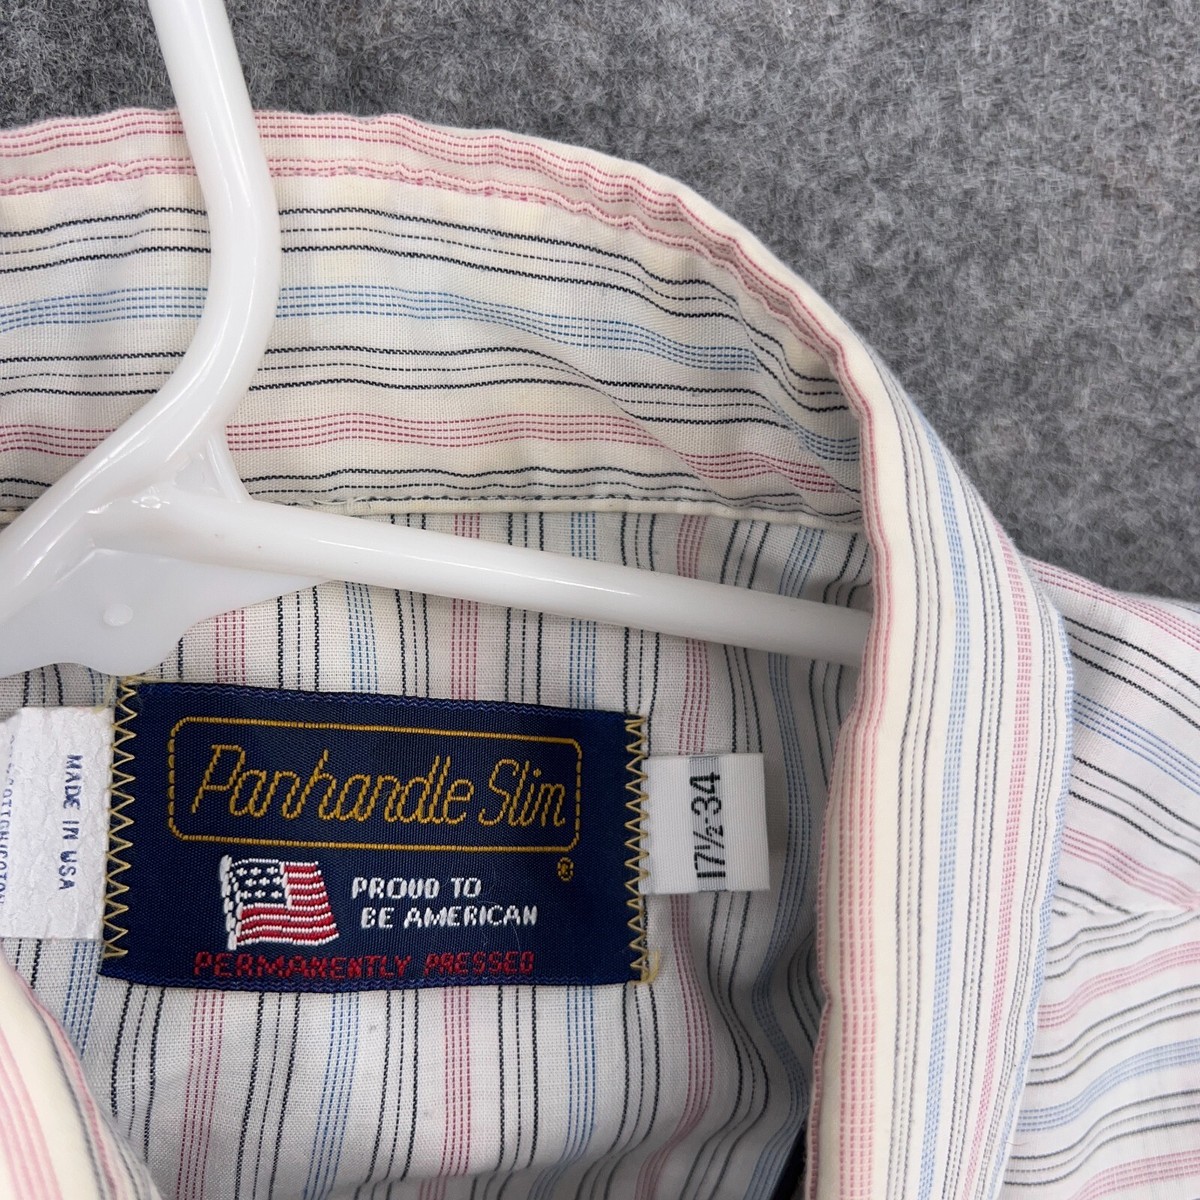 Panhandle Slim
®
PROUD TO
BE AMERICAN
PERMANENTLY PRESSED
17½-34
MADE IN USA